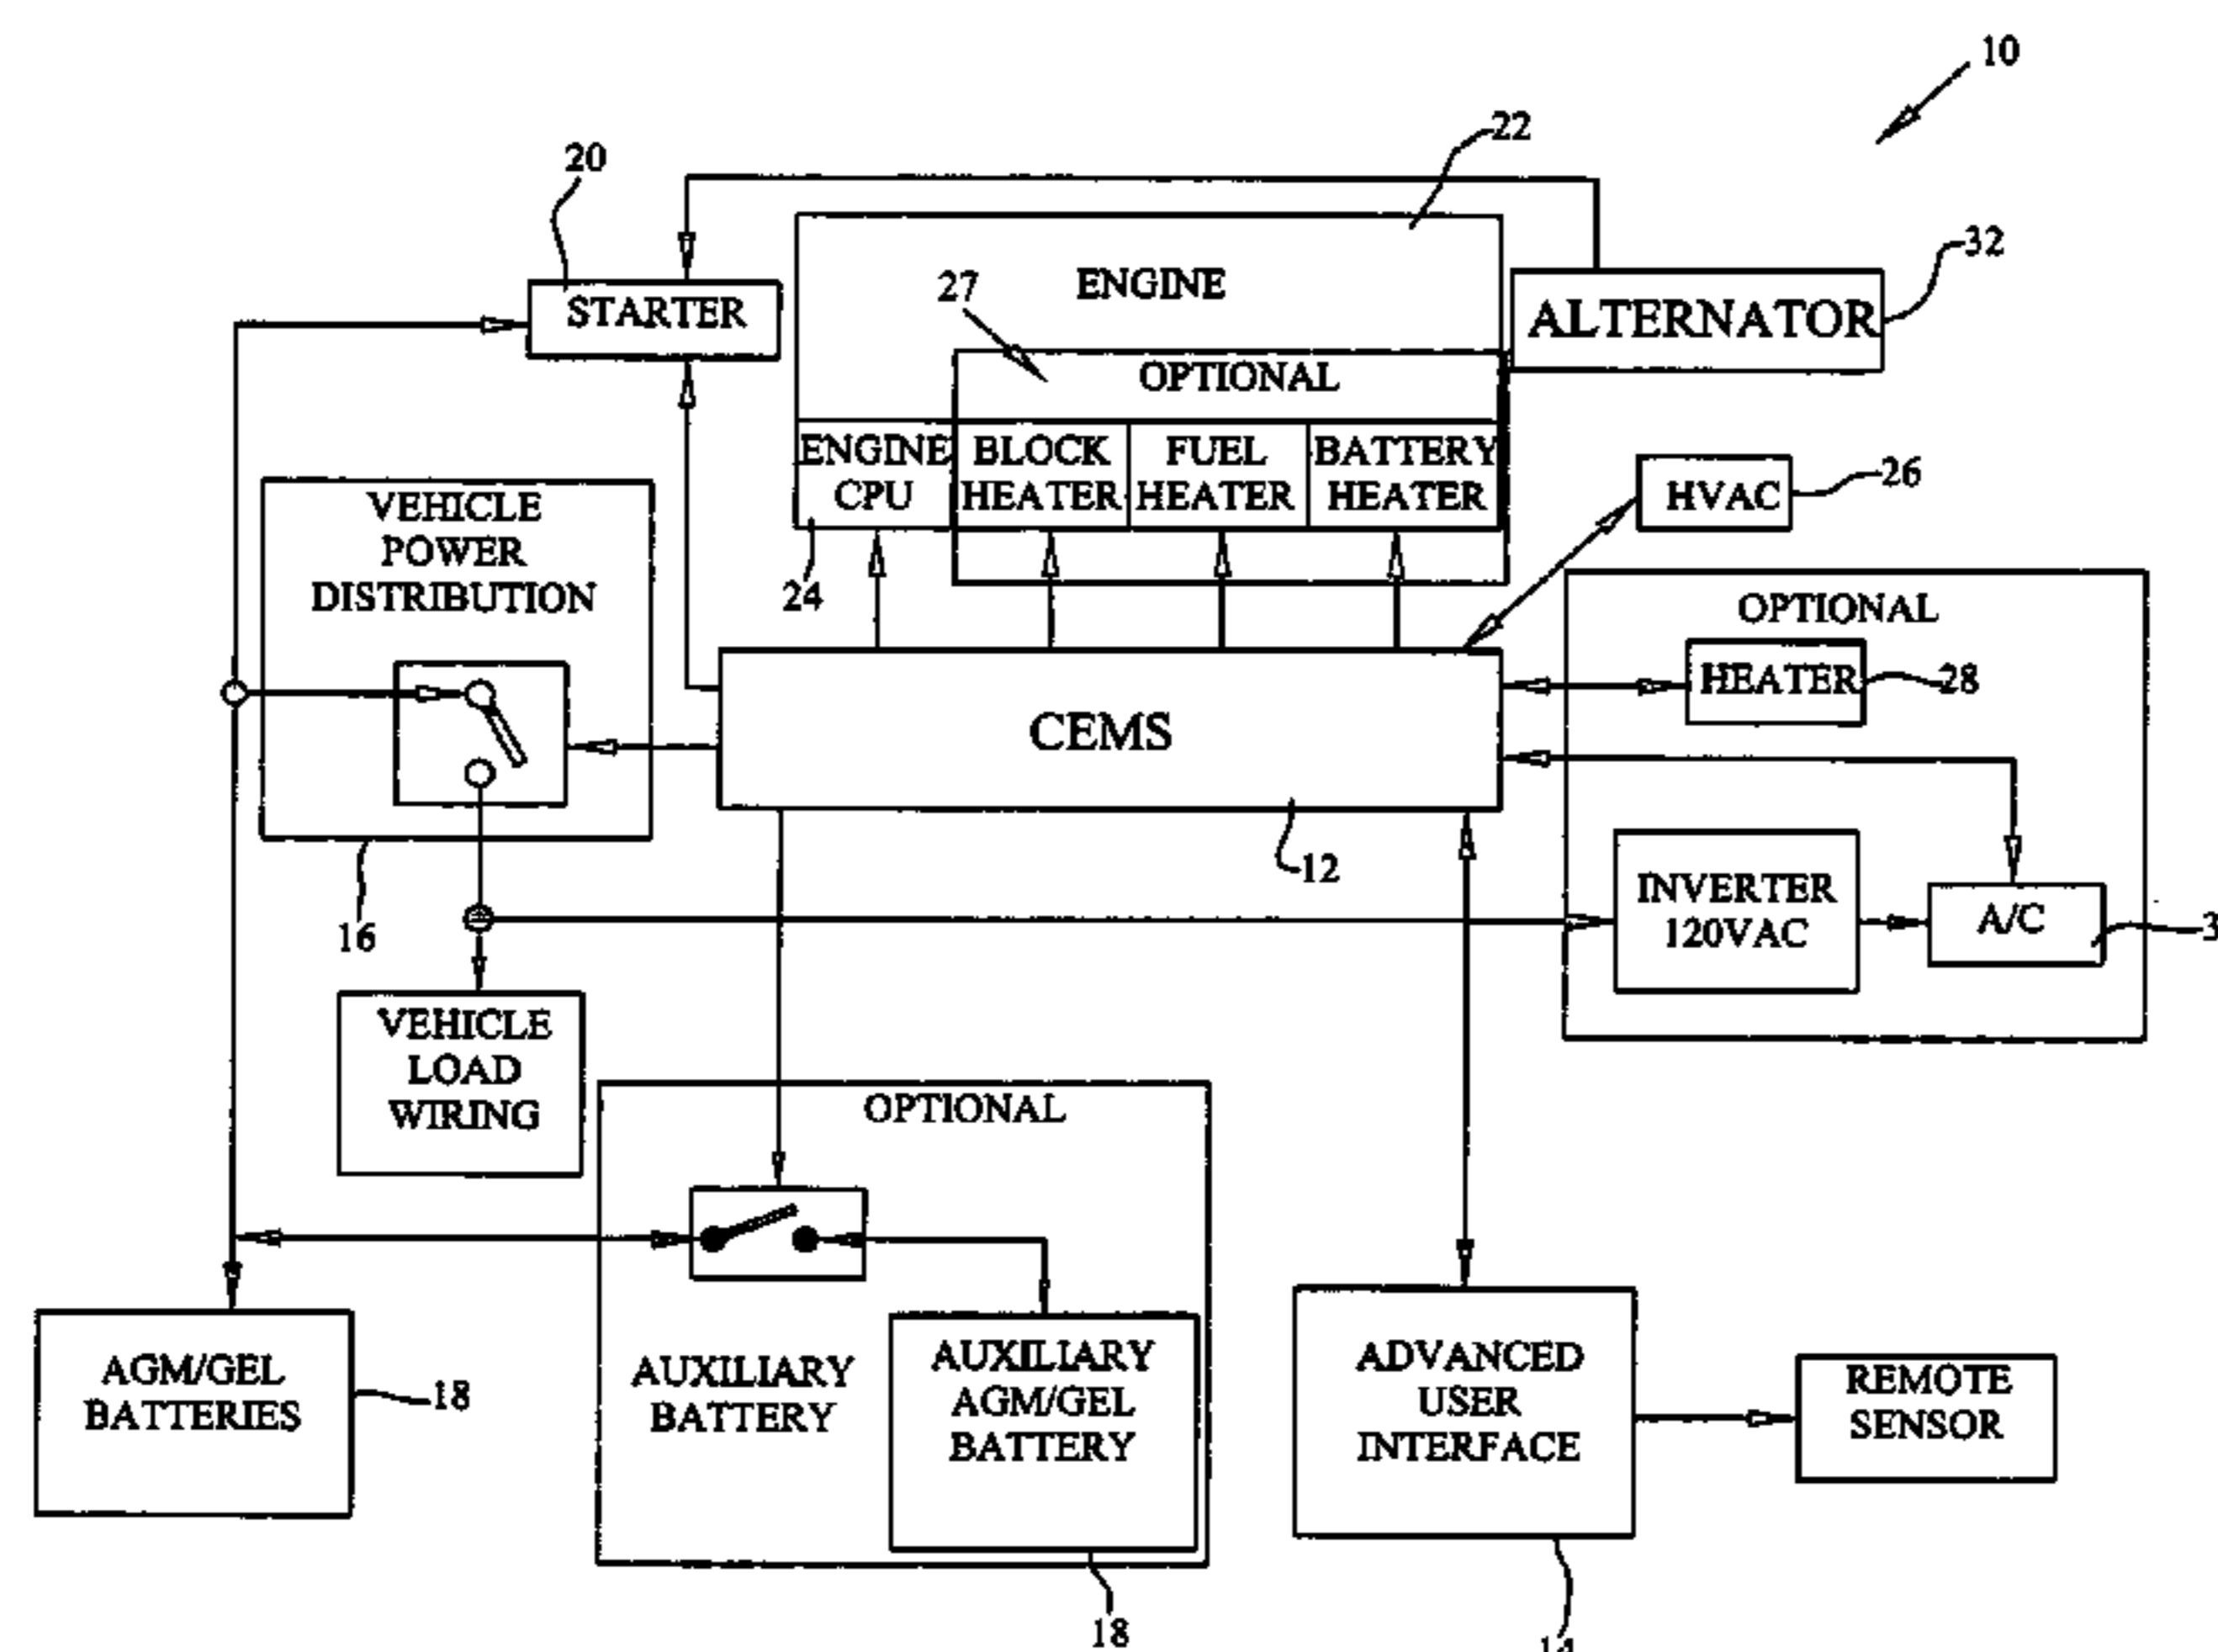 10
22
20
32
27
ENGINE
STARTER
ALTERNATOR
OPTIONAL
ENGINE
CPU
BLOCK
HEATER
FUEL
HEATER
BATTERY
HEATER
26
HVAC
VEHICLE
POWER
DISTRIBUTION
24
OPTIONAL
HEATER
28
CEMS
12
16
INVERTER
120VAC
A/C
3
VEHICLE
LOAD
WIRING
OPTIONAL
AGM/GEL
BATTERIES
18
AUXILIARY
BATTERY
AUXILIARY
AGM/GEL
BATTERY
18
ADVANCED
USER
INTERFACE
REMOTE
SENSOR